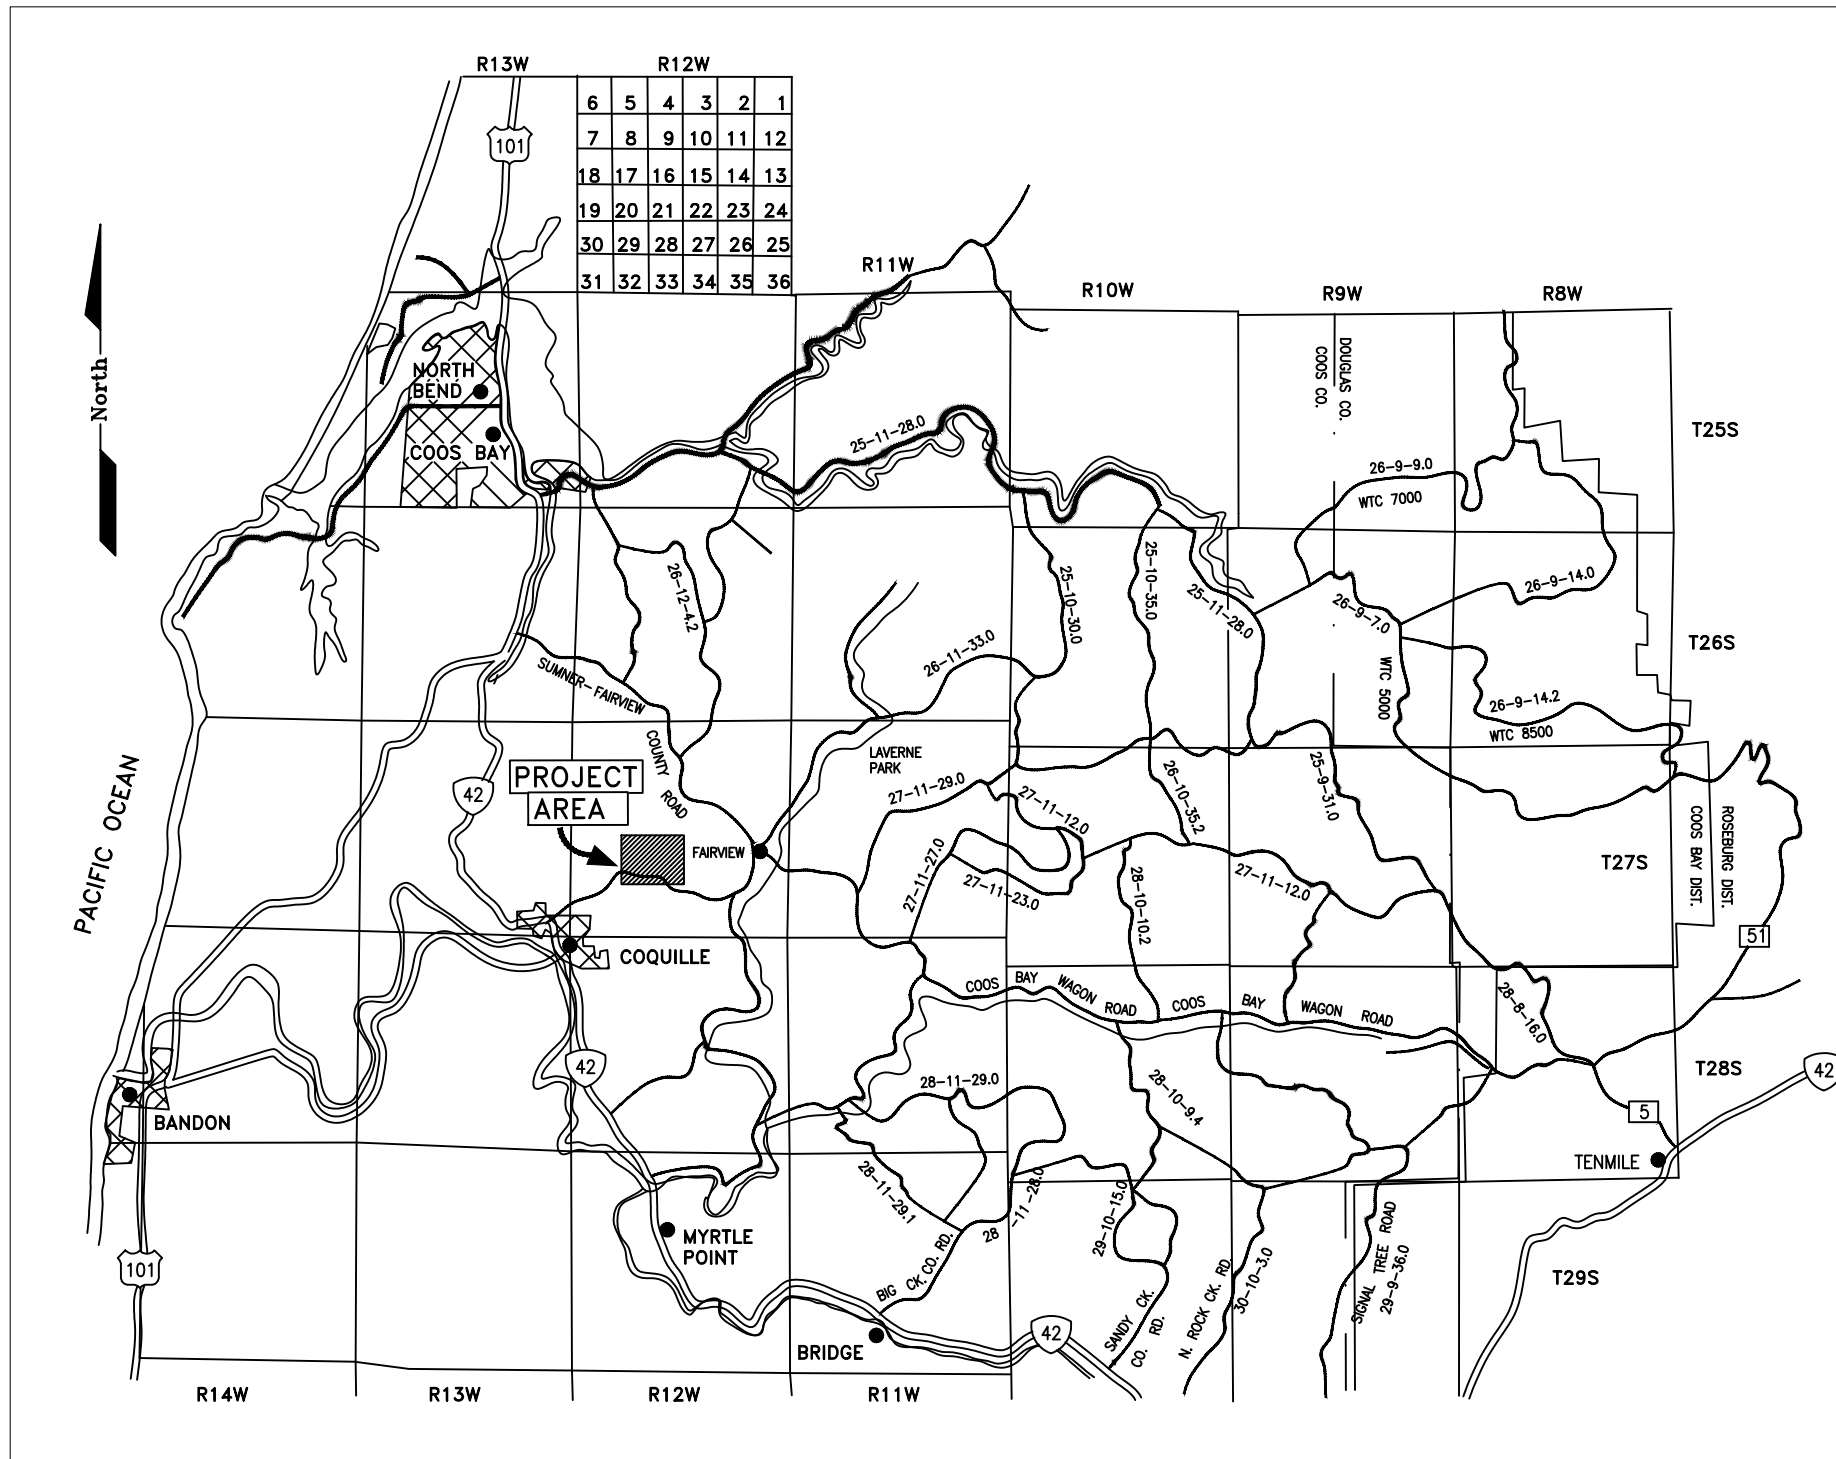 R13W
R12W
6 5 4 3 2 1
7 8 9 10 11 12
18 17 16 15 14 13
19 20 21 22 23 24
30 29 28 27 26 25
31 32 33 34 35 36
101
R11W
R10W
R9W
R8W
North
NORTH
BEND
COOS BAY
25-11-28.0
DOUGLAS CO.
COOS CO.
T25S
26-9-9.0
WTC 7000
26-12-4.2
25-10-30.0
25-10-35.0
25-11-28.0
26-9-14.0
26-9-7.0
T26S
26-11-33.0
SUMNER-FAIRVIEW
COUNTY
ROAD
WTC 5000
26-9-14.2
WTC 8500
LAVERNE
PARK
PACIFIC OCEAN
42
PROJECT
AREA
27-11-29.0
27-11-12.0
26-10-35.2
25-9-31.0
ROSEBURG DIST.
COOS BAY DIST.
FAIRVIEW
27-11-27.0
27-11-23.0
28-10-10.2
27-11-12.0
T27S
51
COQUILLE
COOS BAY WAGON ROAD COOS BAY WAGON ROAD
28-8-16.0
42
28-11-29.0
28-10-9.4
T28S
42
5
BANDON
TENMILE
28-11-29.1
28
-11-28.0
29-10-15.0
MYRTLE
POINT
BIG CK. CO. RD.
101
N. ROCK CK. RD.
30-10-3.0
SIGNAL TREE ROAD
29-9-36.0
T29S
SANDY CK.
CO. RD.
42
BRIDGE
R14W
R13W
R12W
R11W